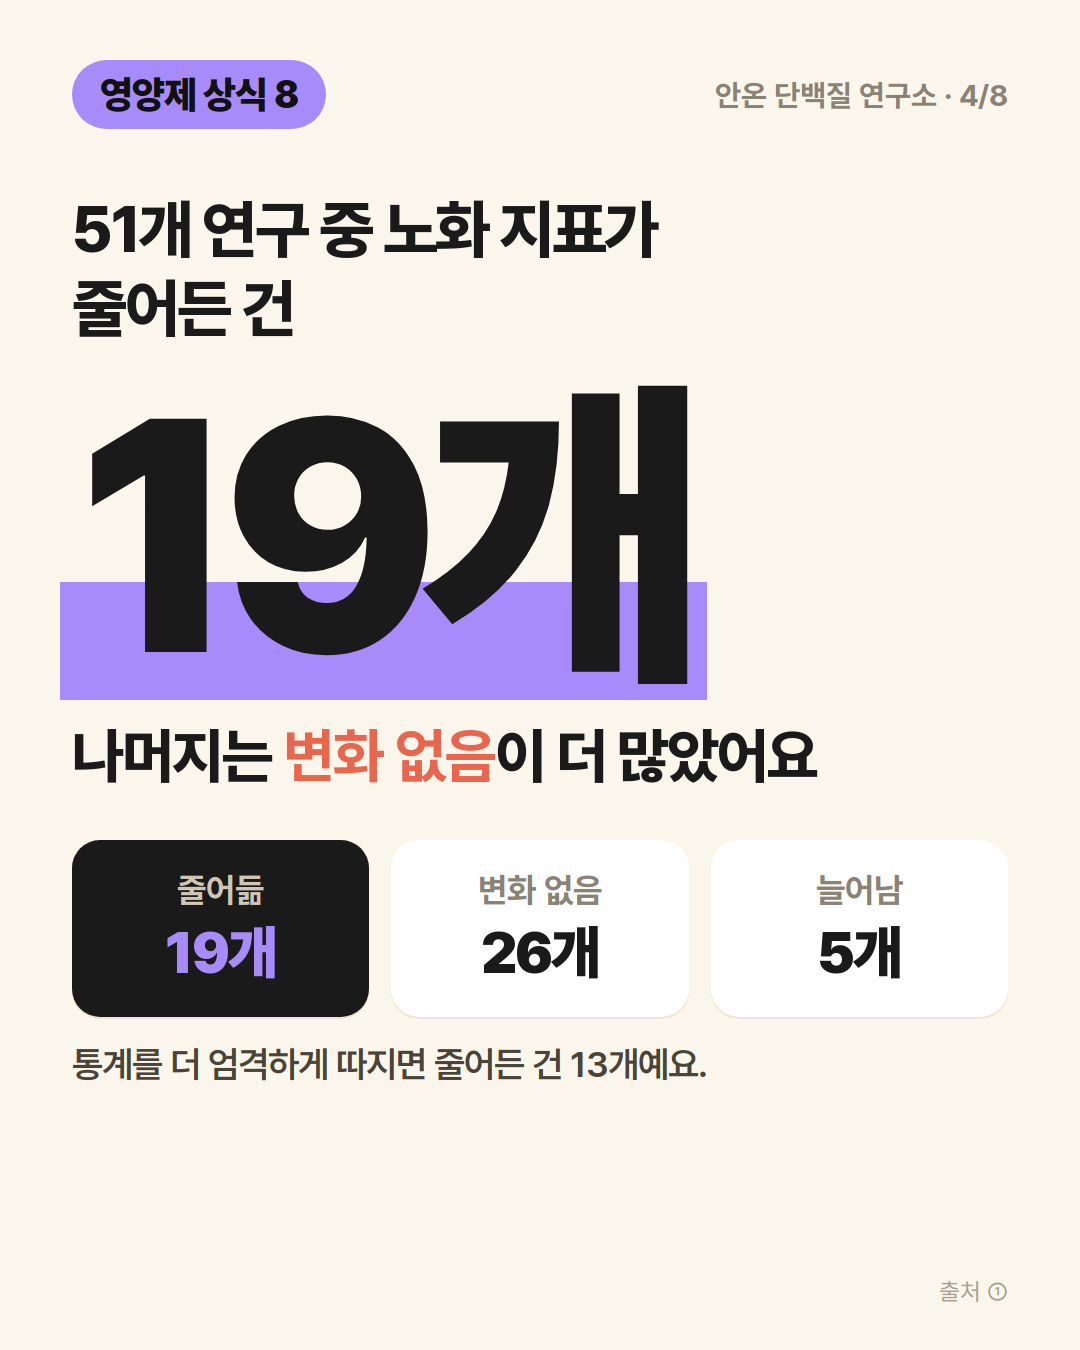 영양제 상식 8
안온 단백질 연구소 · 4/8
51개 연구 중 노화 지표가
줄어든 건
19개
나머지는 변화 없음이 더 많았어요
줄어듦
19개
변화 없음
26개
늘어남
5개
통계를 더 엄격하게 따지면 줄어든 건 13개예요.
출처 ①